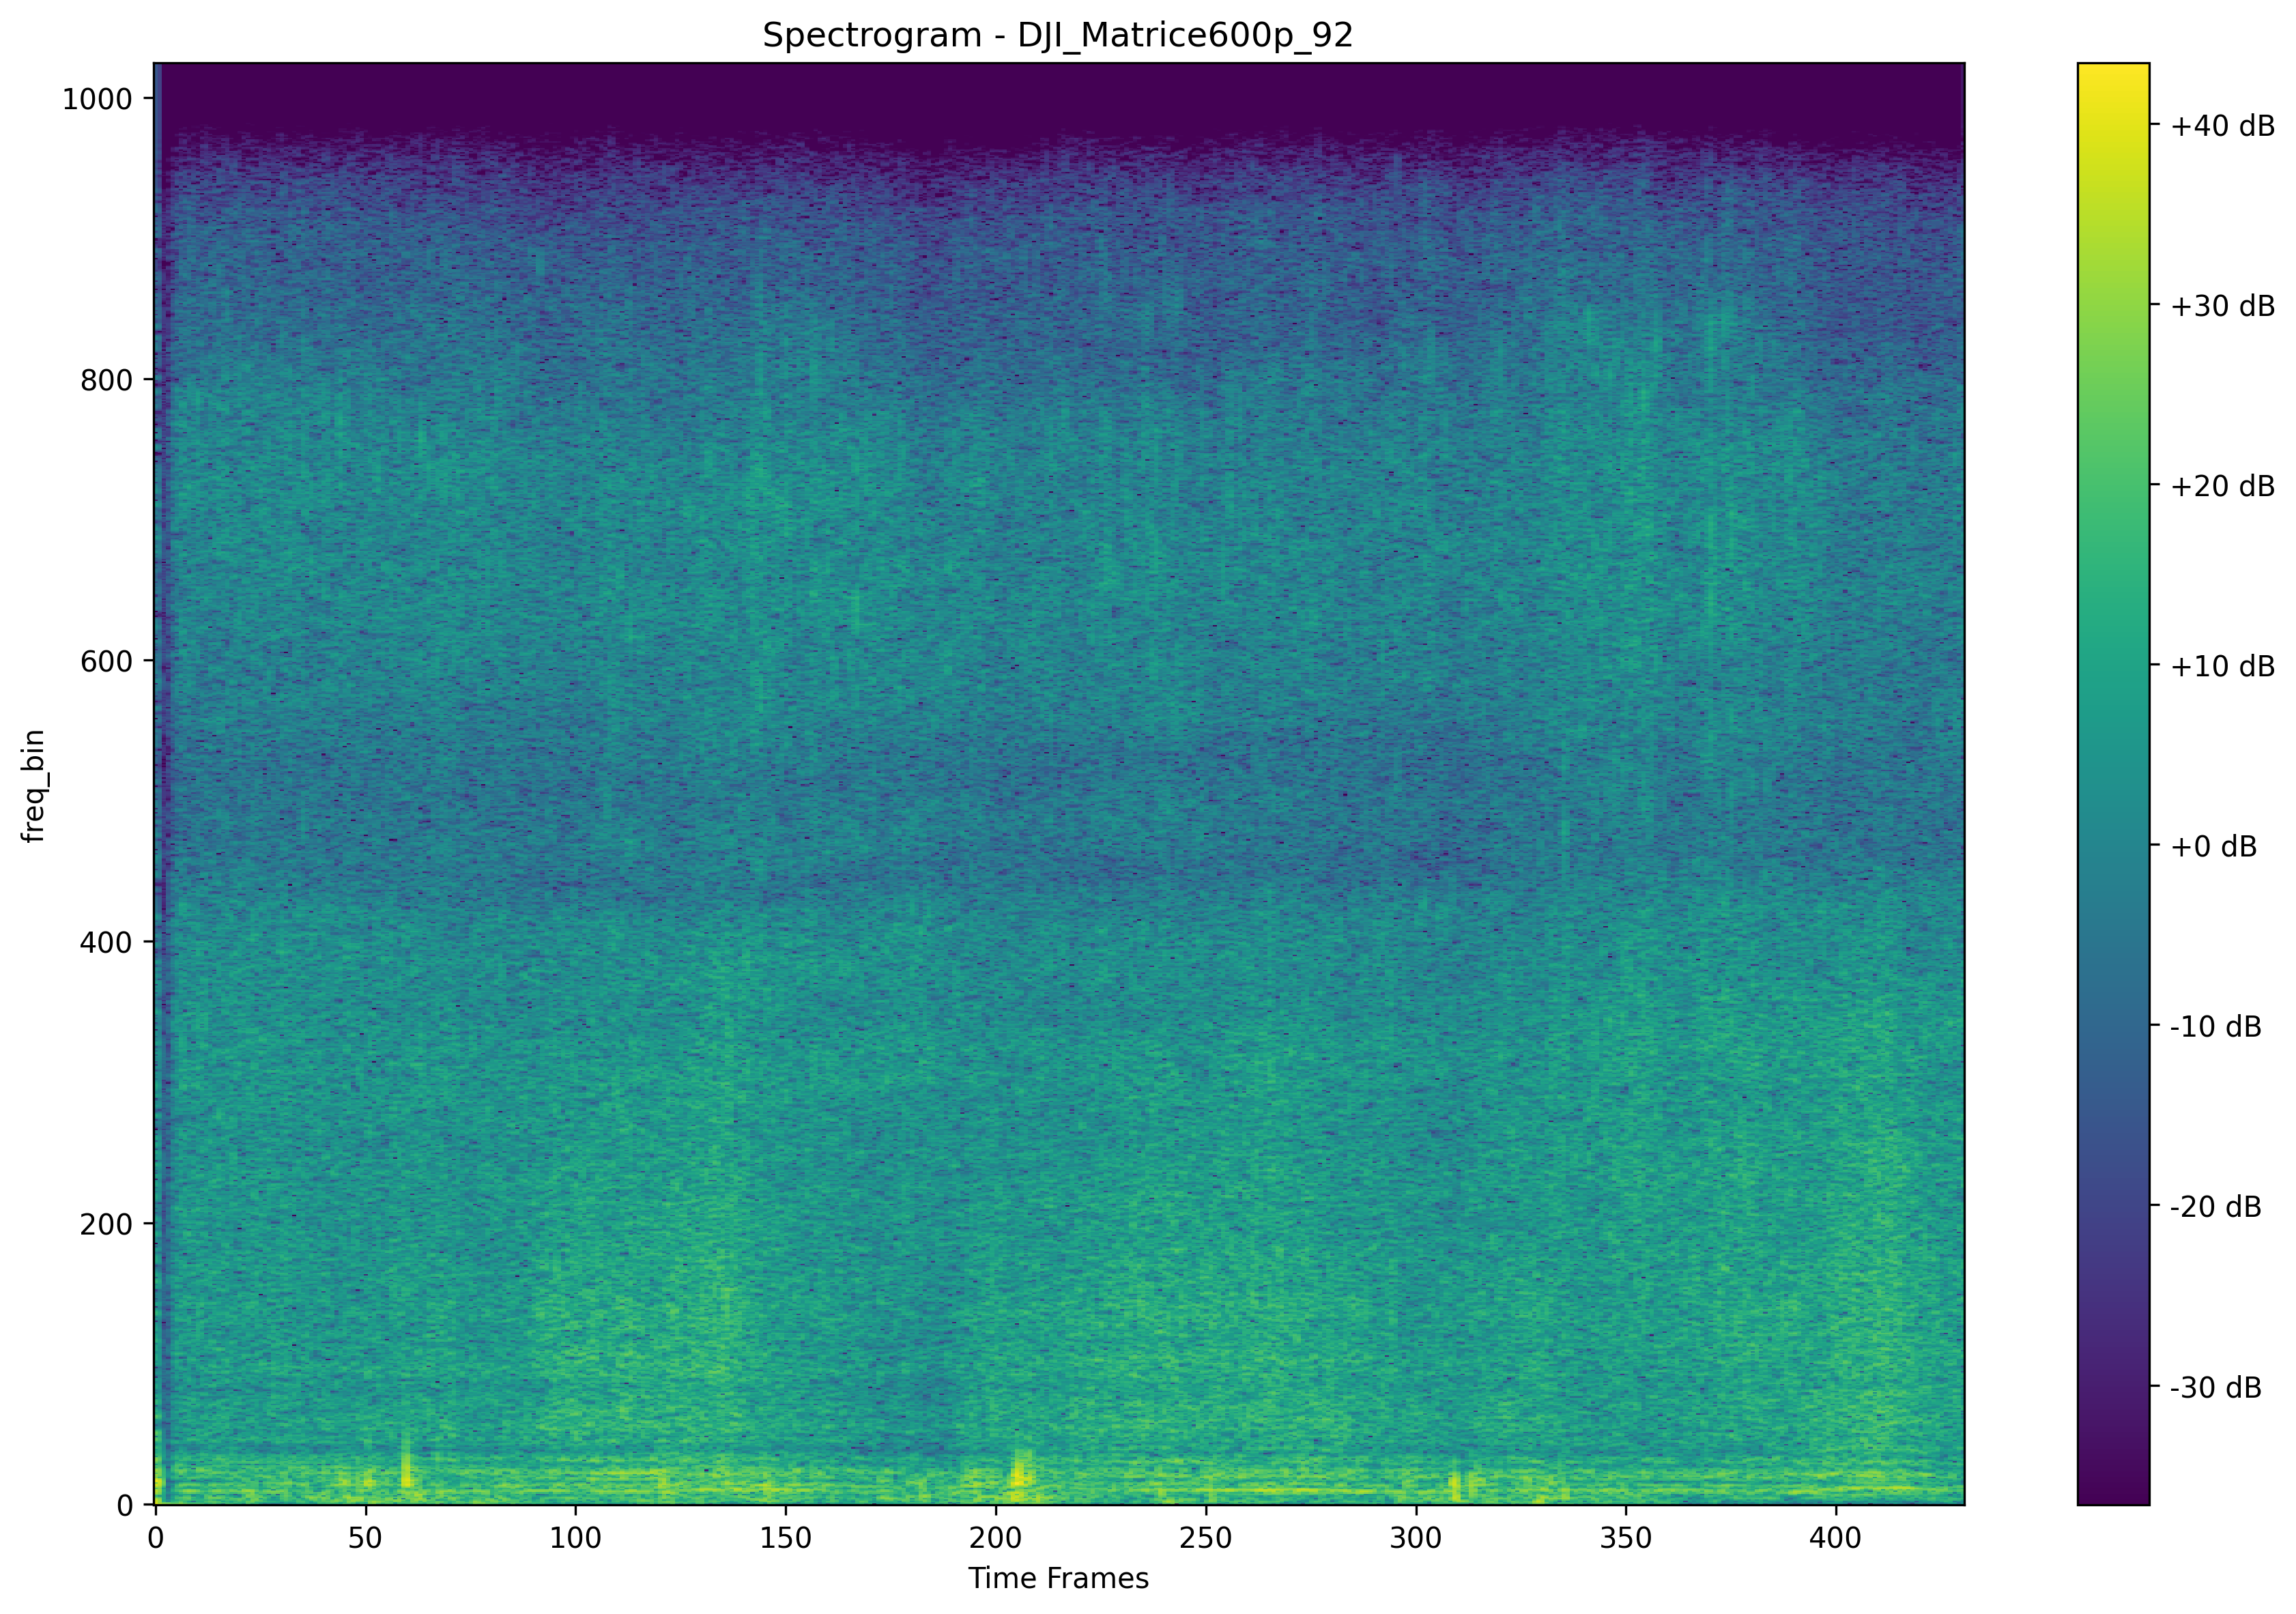 Spectrogram - DJI_Matrice600p_92
1000
800
600
400
200
0
freq_bin
0 50 100 150 200 250 300 350 400
Time Frames
+40 dB
+30 dB
+20 dB
+10 dB
+0 dB
-10 dB
-20 dB
-30 dB